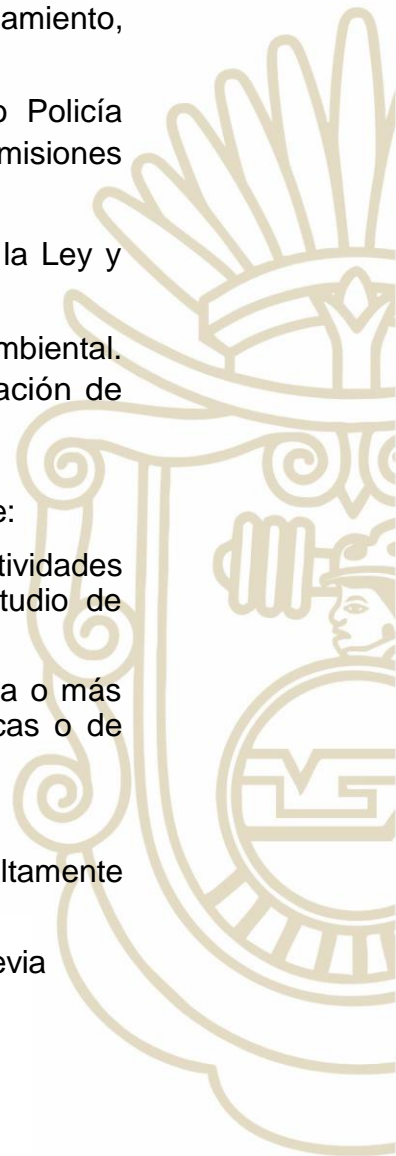 amiento,
o Policía
misiones
la Ley y
mbiental.
ación de
e:
tividades
tudio de
a o más
cas o de
ltamente
evia